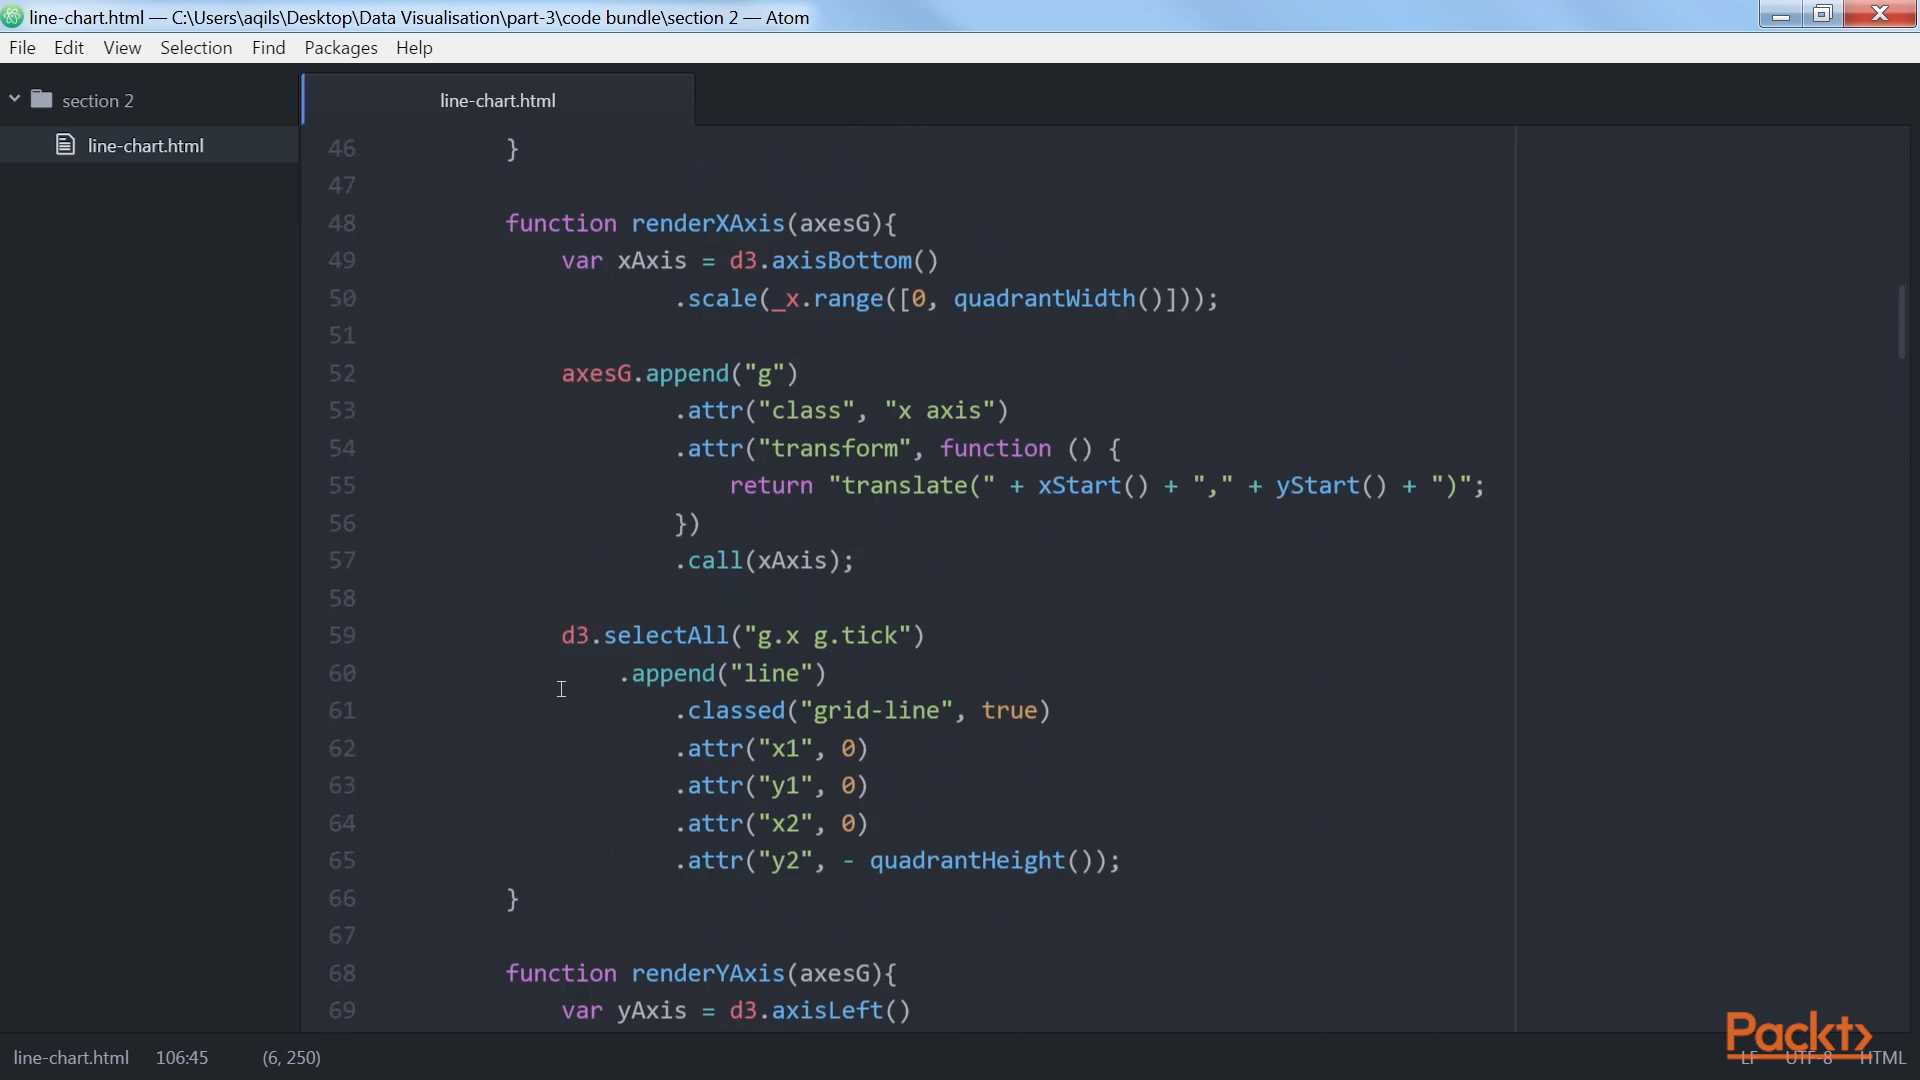 line-chart.html — C:\Users\aqils\Desktop\Data Visualisation\part-3\code bundle\section 2 — Atom
File Edit View Selection Find Packages Help
section 2
line-chart.html
line-chart.html
46 }
47
48 function renderXAxis(axesG){
49 var xAxis = d3.axisBottom()
50 .scale(_x.range([0, quadrantWidth()]));
51
52 axesG.append("g")
53 .attr("class", "x axis")
54 .attr("transform", function () {
55 return "translate(" + xStart() + "," + yStart() + ")";
56 })
57 .call(xAxis);
58
59 d3.selectAll("g.x g.tick")
60 .append("line")
61 .classed("grid-line", true)
62 .attr("x1", 0)
63 .attr("y1", 0)
64 .attr("x2", 0)
65 .attr("y2", - quadrantHeight());
66 }
67
68 function renderYAxis(axesG){
69 var yAxis = d3.axisLeft()
Packt>
line-chart.html 106:45 (6, 250) LF UTF-8 HTML